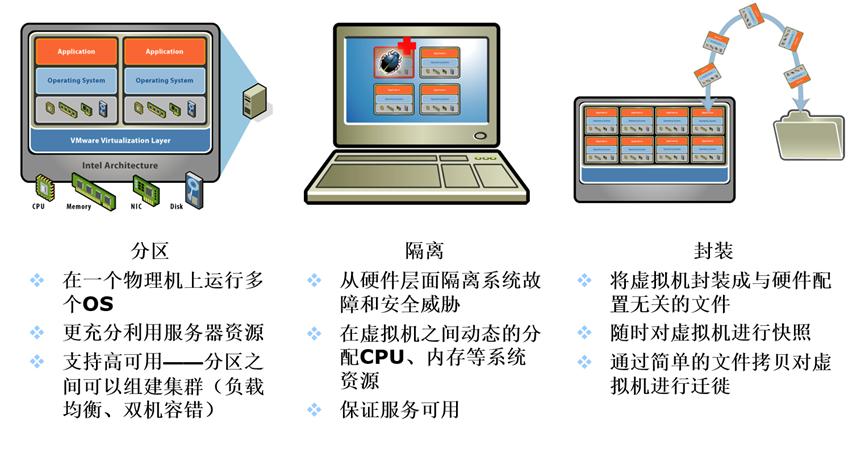 Application
Application
Operating System
Operating System
VMware Virtualization Layer
Intel Architecture
CPU
Memory
NIC
Disk
分区
在一个物理机上运行多
个OS
更充分利用服务器资源
支持高可用——分区之
间可以组建集群（负载
均衡、双机容错）
隔离
从硬件层面隔离系统故
障和安全威胁
在虚拟机之间动态的分
配CPU、内存等系统
资源
保证服务可用
封装
将虚拟机封装成与硬件配
置无关的文件
随时对虚拟机进行快照
通过简单的文件拷贝对虚
拟机进行迁徙